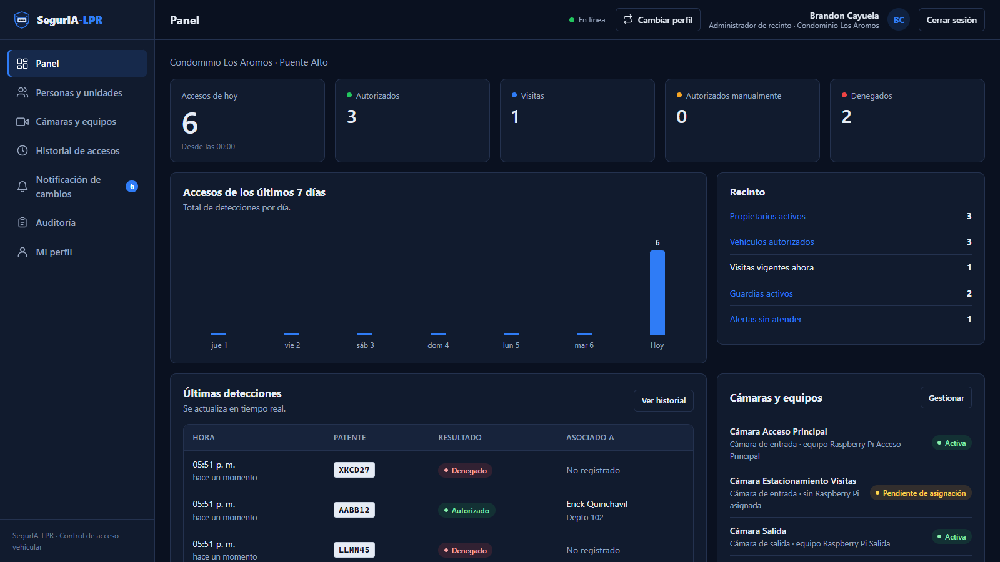 SegurIA-LPR
Panel
En línea
Cambiar perfil
Brandon Cayuela
Administrador de recinto · Condominio Los Aromos
BC
Cerrar sesión
Panel
Personas y unidades
Cámaras y equipos
Historial de accesos
Notificación de
cambios
6
Auditoría
Mi perfil
SegurIA-LPR · Control de acceso
vehicular
Condominio Los Aromos · Puente Alto
Accesos de hoy
6
Desde las 00:00
Autorizados
3
Visitas
1
Autorizados manualmente
0
Denegados
2
Accesos de los últimos 7 días
Total de detecciones por día.
6
jue 1
vie 2
sáb 3
dom 4
lun 5
mar 6
Hoy
Recinto
Propietarios activos 3
Vehículos autorizados 3
Visitas vigentes ahora 1
Guardias activos 2
Alertas sin atender 1
Últimas detecciones
Se actualiza en tiempo real.
Ver historial
HORA PATENTE RESULTADO ASOCIADO A
05:51 p. m.
hace un momento
XKCD27
Denegado
No registrado
05:51 p. m.
hace un momento
AABB12
Autorizado
Erick Quinchavil
Depto 102
05:51 p. m.
hace un momento
LLMN45
Denegado
No registrado
Cámaras y equipos
Gestionar
Cámara Acceso Principal
Cámara de entrada · equipo Raspberry Pi Acceso
Principal
Activa
Cámara Estacionamiento Visitas
Cámara de entrada · sin Raspberry Pi
asignada
Pendiente de asignación
Cámara Salida
Cámara de salida · equipo Raspberry Pi Salida
Activa